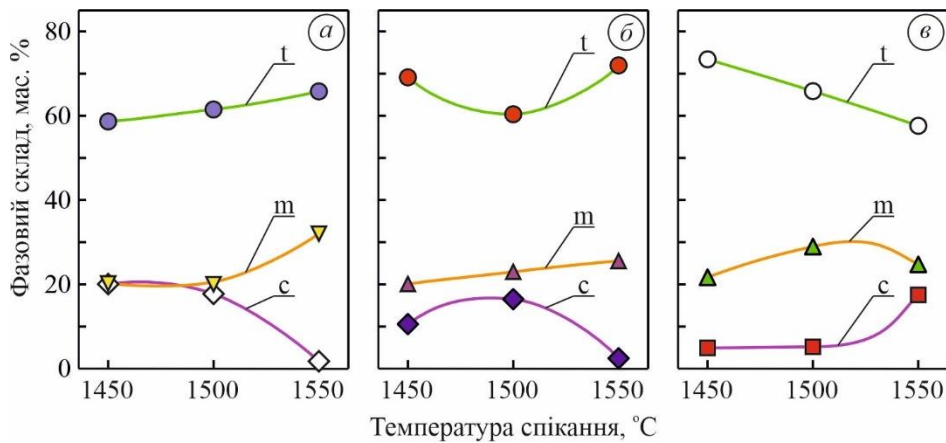 Фазовий склад, мас. %
80
60
40
20
0
а
t
m
c
1450
1500
1550
б
t
m
c
1450
1500
1550
в
t
m
c
1450
1500
1550
Температура спікання, °С